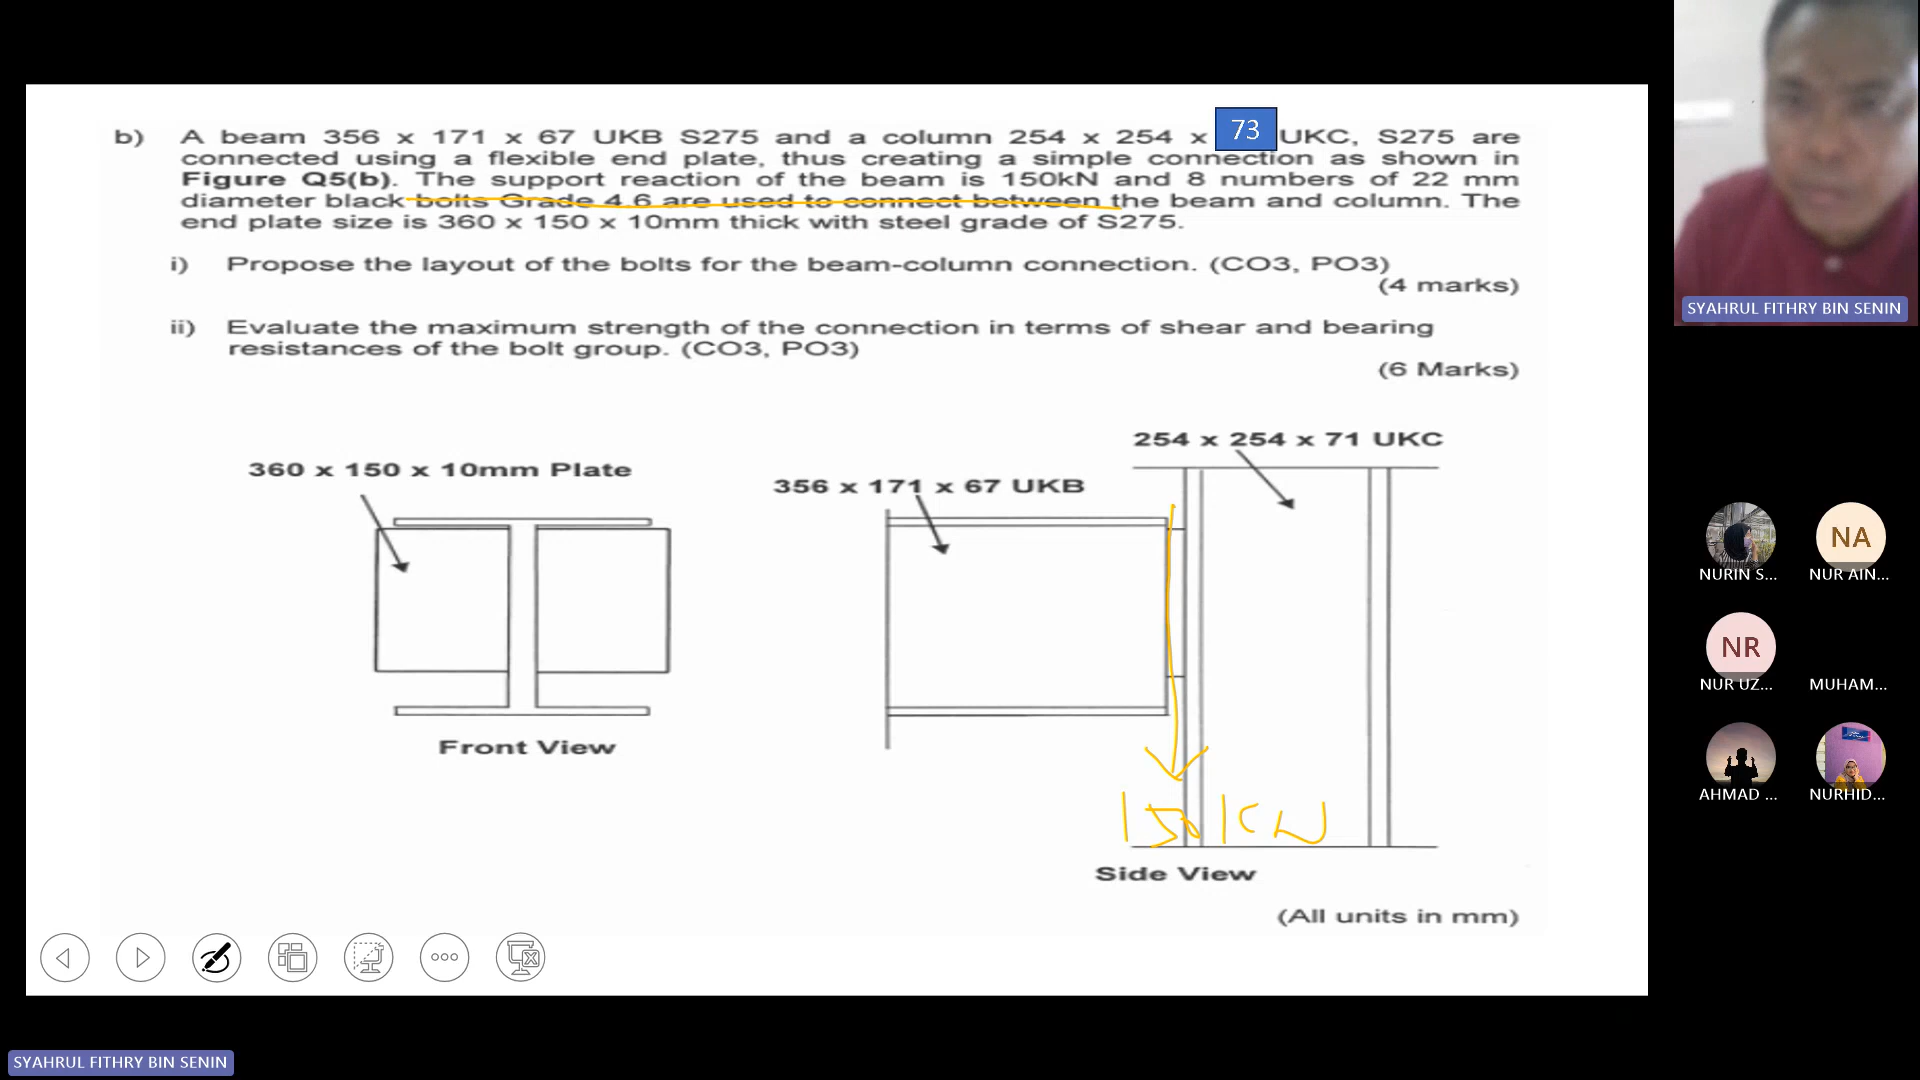 b) A beam 356 x 171 x 67 UKB S275 and a column 254 x 254 x 73 UKC, S275 are
connected using a flexible end plate, thus creating a simple connection as shown in
Figure Q5(b). The support reaction of the beam is 150kN and 8 numbers of 22 mm
diameter black bolts Grade 4.6 are used to connect between the beam and column. The
end plate size is 360 x 150 x 10mm thick with steel grade of S275.
i) Propose the layout of the bolts for the beam-column connection. (CO3, PO3)
(4 marks)
ii) Evaluate the maximum strength of the connection in terms of shear and bearing
resistances of the bolt group. (CO3, PO3)
(6 Marks)
254 x 254 x 71 UKC
360 x 150 x 10mm Plate
356 x 171 x 67 UKB
Front View
150 KN
Side View
(All units in mm)
SYAHRUL FITHRY BIN SENIN
NA
NURIN S...
NUR AIN...
NR
NUR UZ...
MUHAM...
AHMAD ...
NURHID...
SYAHRUL FITHRY BIN SENIN